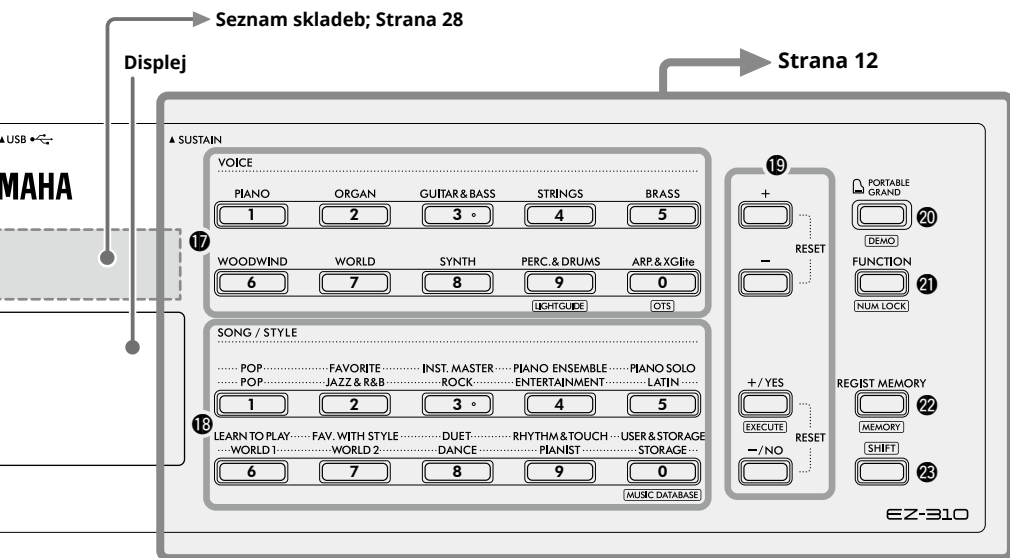 Seznam skladeb; Strana 28
Displej
Strana 12
▲USB
▲ SUSTAIN
MAHA
VOICE
PIANO ORGAN GUITAR & BASS STRINGS BRASS
1 2 3 4 5
⓱
WOODWIND WORLD SYNTH PERC. & DRUMS ARP. & XGlite
6 7 8 9 0
LIGHTGUIDE OTS
SONG / STYLE
POP FAVORITE INST. MASTER PIANO ENSEMBLE PIANO SOLO
POP JAZZ & R&B ROCK ENTERTAINMENT LATIN
1 2 3 4 5
⓲
LEARN TO PLAY FAV. WITH STYLE DUET RHYTHM & TOUCH USER & STORAGE
WORLD 1 WORLD 2 DANCE PIANIST STORAGE
6 7 8 9 0
MUSIC DATABASE
⓳
+
RESET
−
+/YES
EXECUTE
RESET
−/NO
PORTABLE
GRAND
⓴
DEMO
FUNCTION
㉑
NUM LOCK
REGIST MEMORY
㉒
MEMORY
SHIFT
㉓
EZ-310